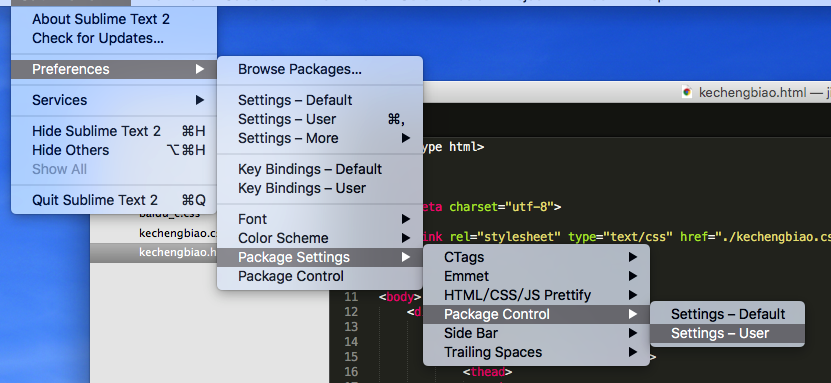 About Sublime Text 2
Check for Updates...
Preferences
Services
Hide Sublime Text 2 ⌘H
Hide Others ⌥⌘H
Show All
Quit Sublime Text 2 ⌘Q
Browse Packages...
Settings – Default
Settings – User ⌘,
Settings – More
Key Bindings – Default
Key Bindings – User
Font
Color Scheme
Package Settings
Package Control
CTags
Emmet
HTML/CSS/JS Prettify
Package Control
Side Bar
Trailing Spaces
Settings – Default
Settings – User
kechengbiao.html — j
ype html>
eta charset="utf-8">
ink rel="stylesheet" type="text/css" href="./kechengbiao.cs
baidu_c.css
kechengbiao.c
kechengbiao.h
11 <body>
12 <d
13
14
15 >
16 <thead>